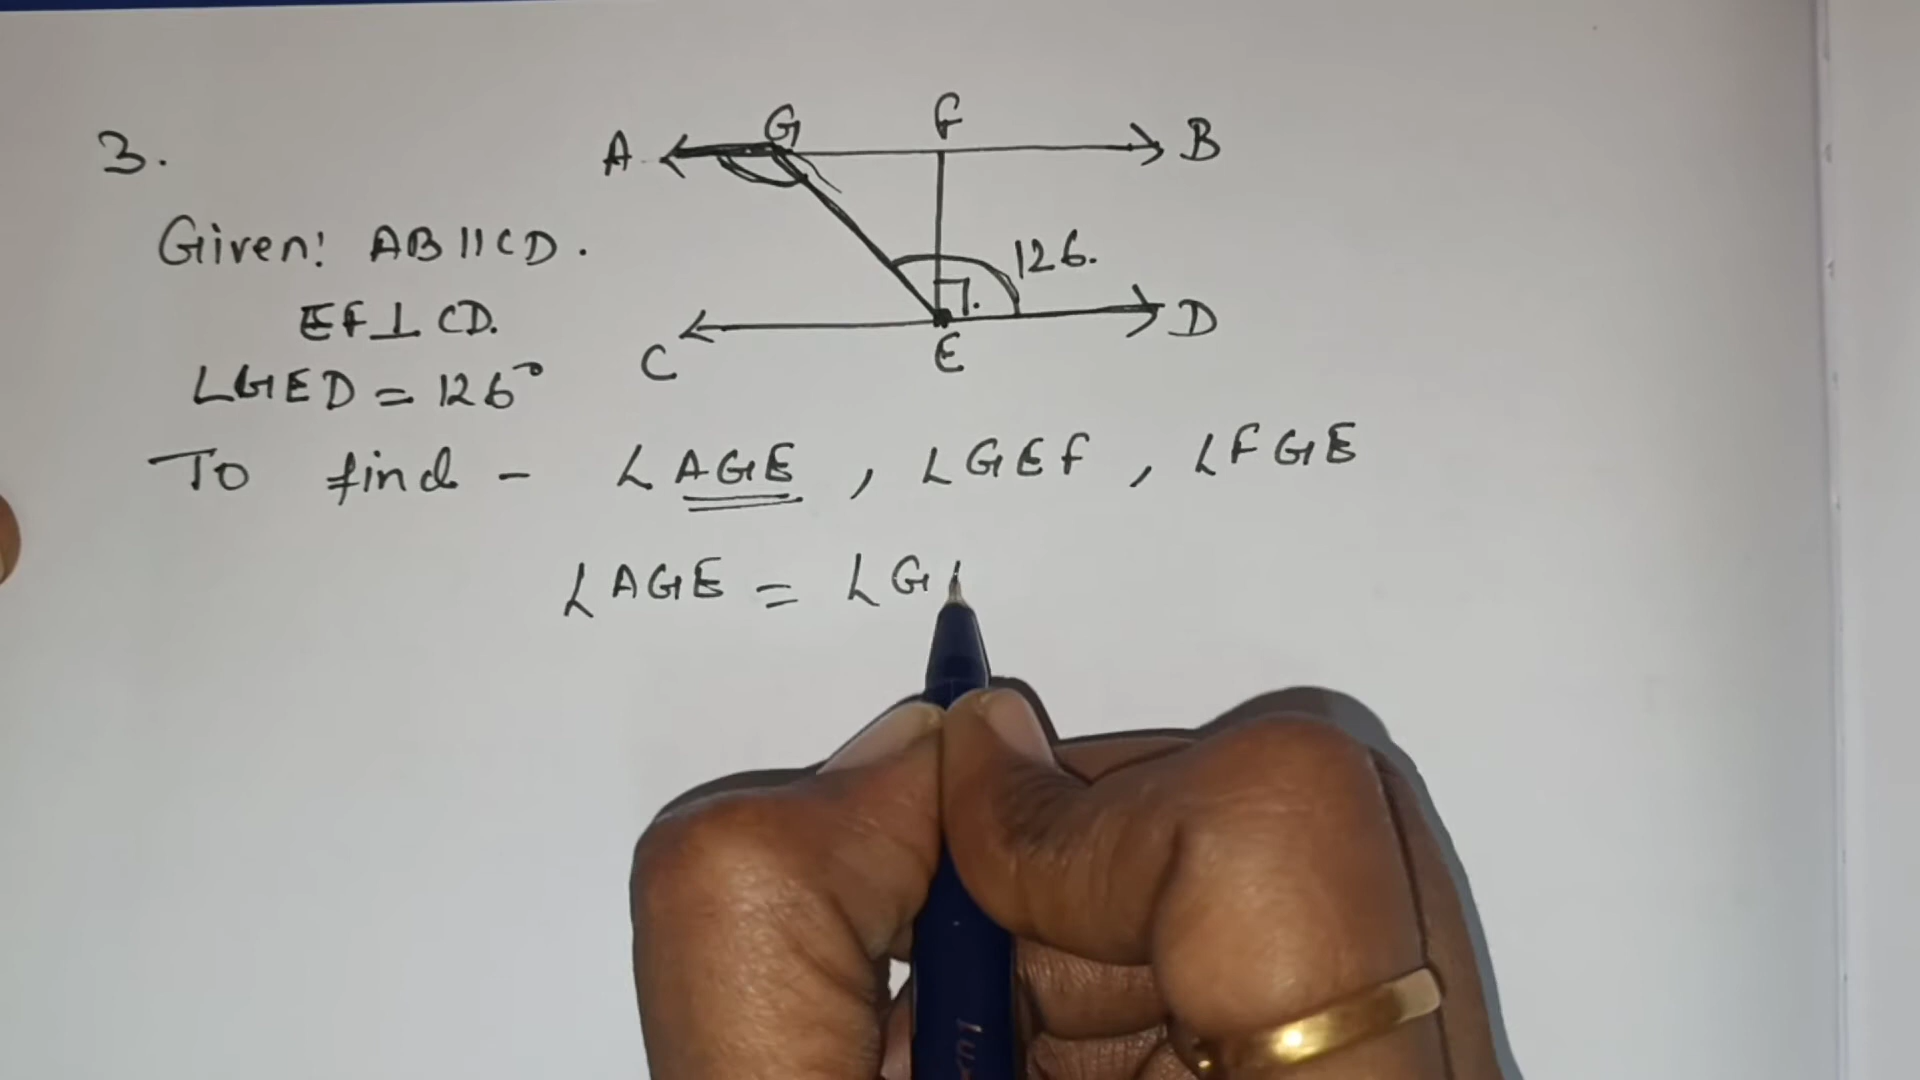 3.
G F
A B
126.
C E D
Given: AB || CD.
EF ⊥ CD.
∠GED = 126°
To find - ∠AGE, ∠GEF, ∠FGE
∠AGE = ∠G